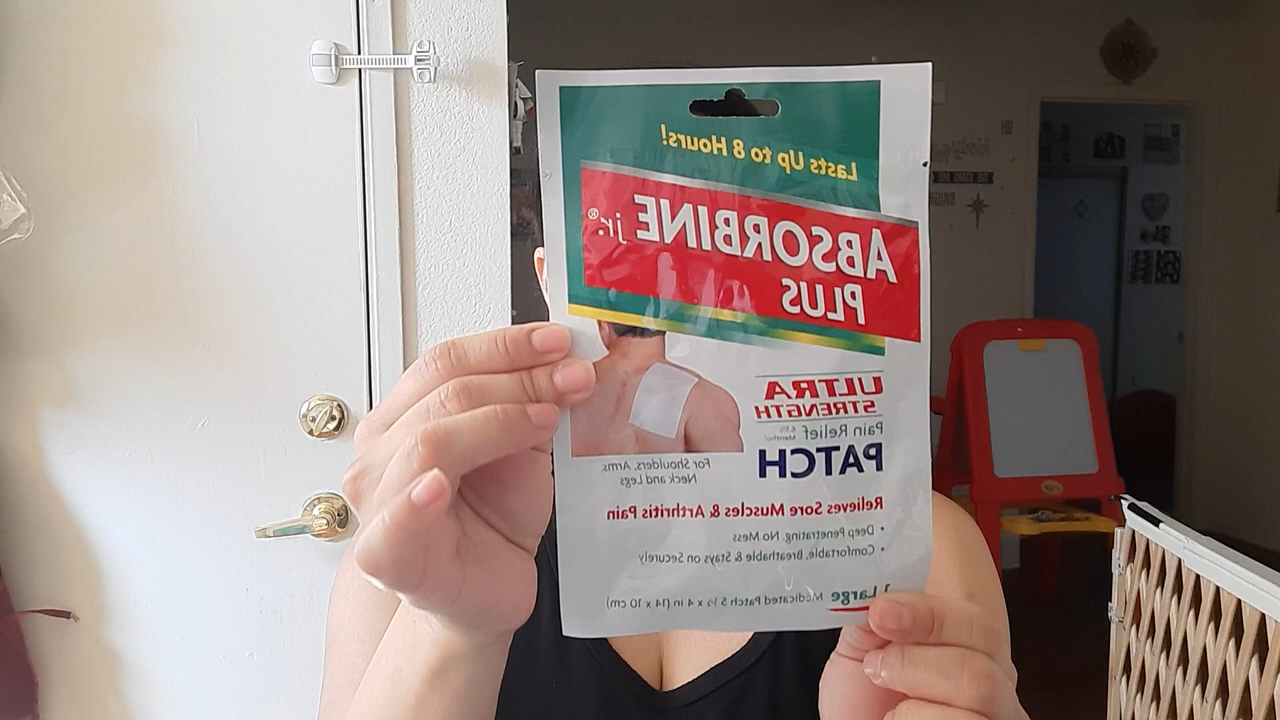 Lasts Up to 8 Hours!
ABSORBINE jr.®
PLUS
ULTRA
STRENGTH
Pain Relief
6.5%
Menthol
PATCH
For Shoulders, Arms,
Neck and Legs
Relieves Sore Muscles & Arthritis Pain
• Deep Penetrating, No Mess
• Comfortable, Breathable & Stays on Securely
1 Large Medicated Patch 5 ½ x 4 in (14 x 10 cm)